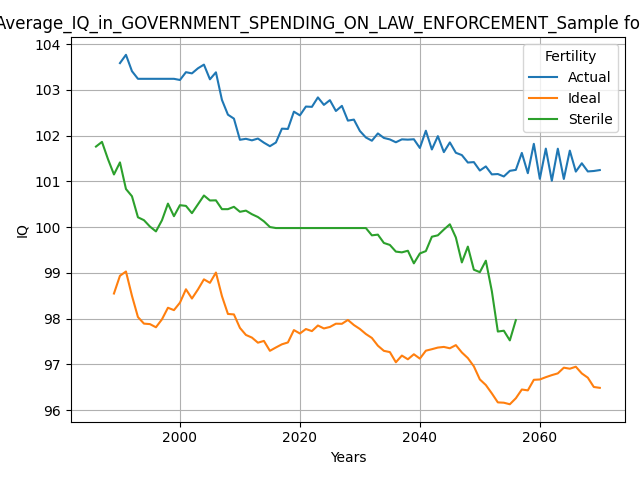 Average_IQ_in_GOVERNMENT_SPENDING_ON_LAW_ENFORCEMENT_Sample fo
Fertility
Actual
Ideal
Sterile
104
103
102
101
100
99
98
97
96
IQ
2000
2020
2040
2060
Years